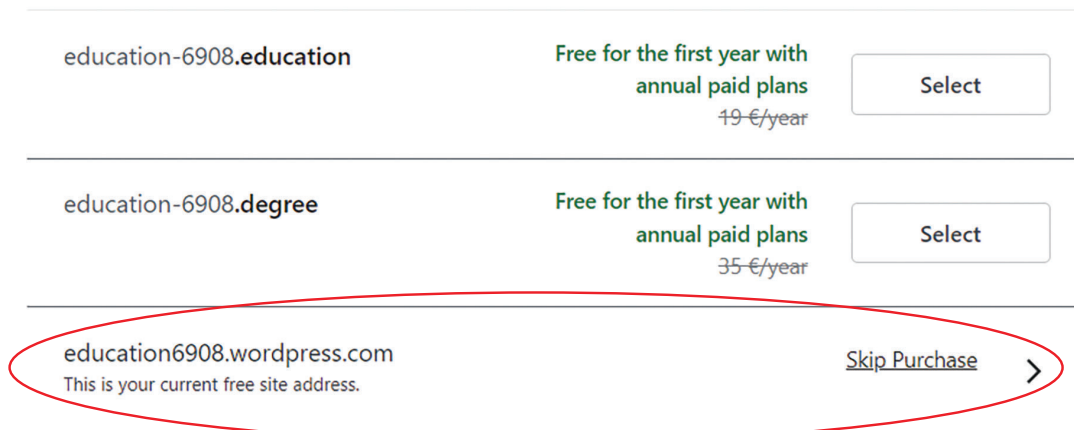 education-6908.education
Free for the first year with
annual paid plans
19 €/year
Select
education-6908.degree
Free for the first year with
annual paid plans
35 €/year
Select
education6908.wordpress.com
This is your current free site address.
Skip Purchase